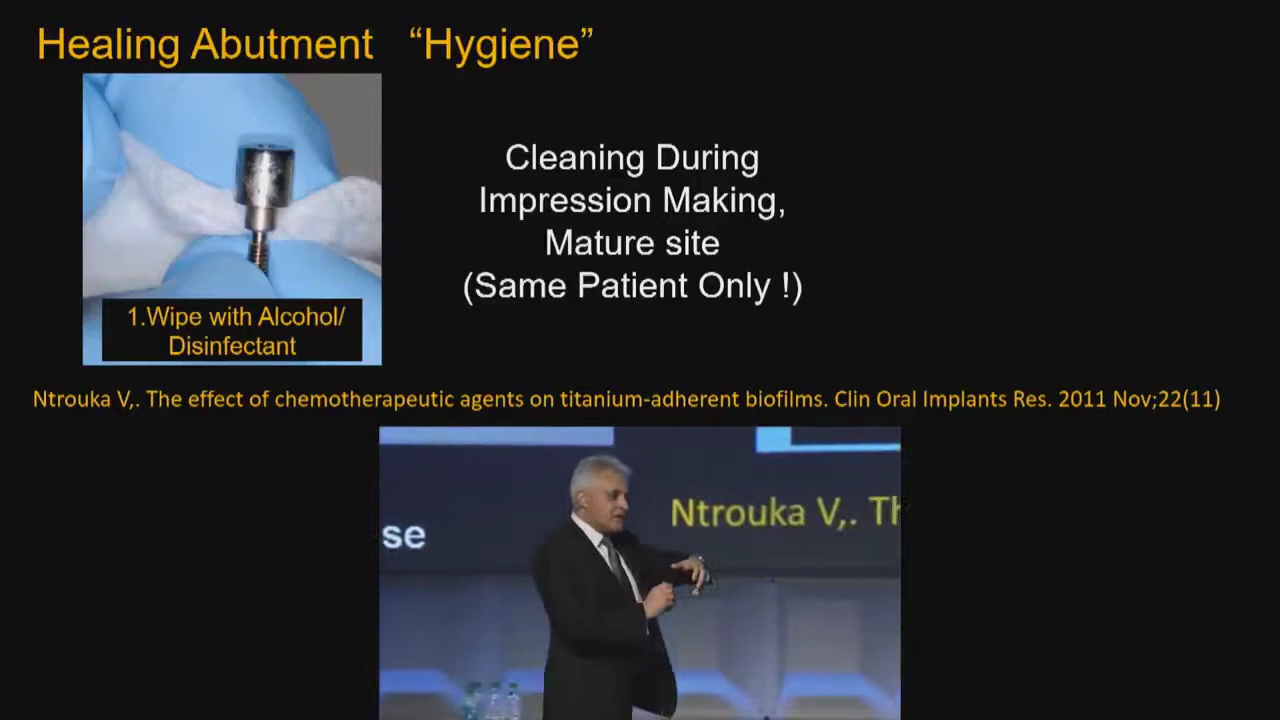 Healing Abutment “Hygiene”
Cleaning During
Impression Making,
Mature site
(Same Patient Only !)
1.Wipe with Alcohol/
Disinfectant
Ntrouka V,. The effect of chemotherapeutic agents on titanium-adherent biofilms. Clin Oral Implants Res. 2011 Nov;22(11)
Ntrouka V,. Th
se